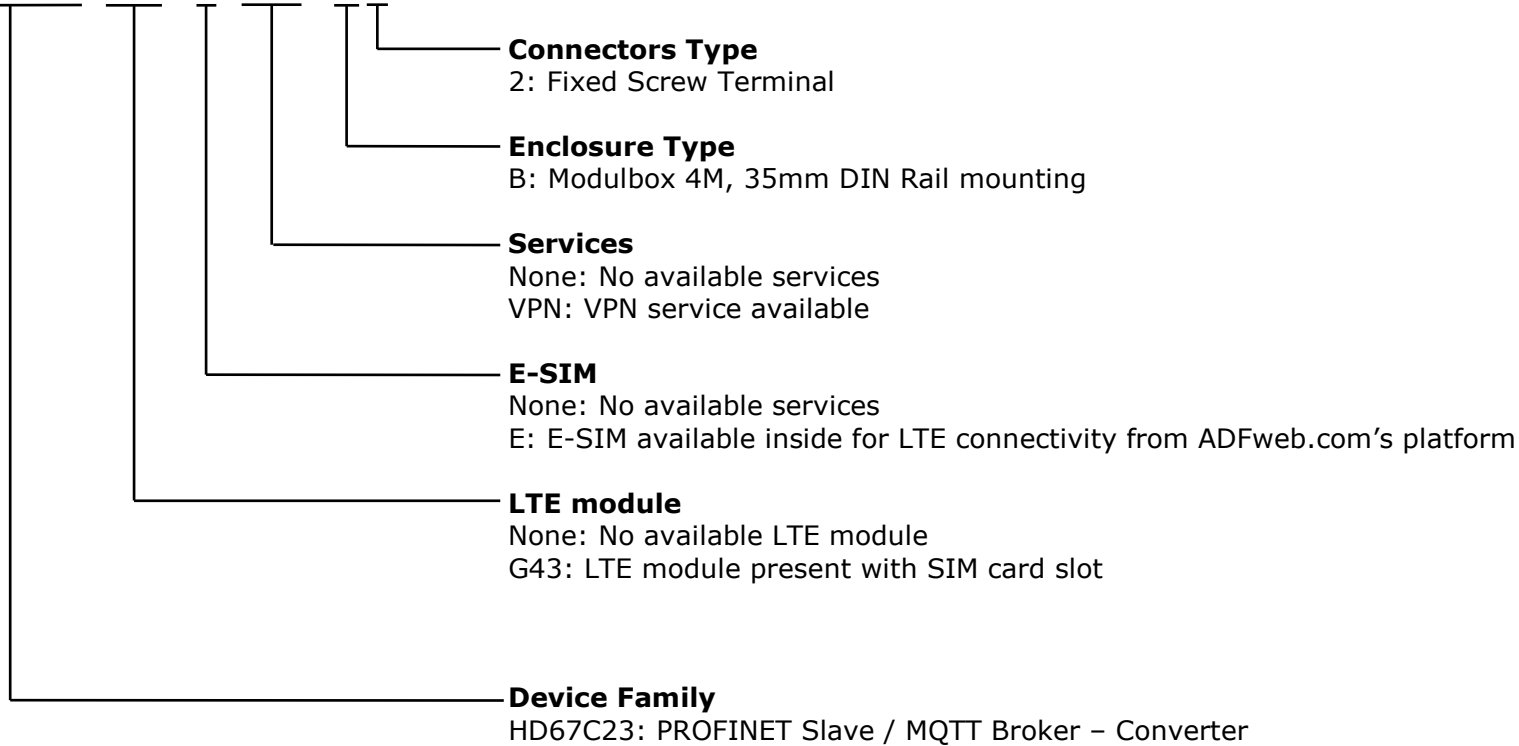 Connectors Type
2: Fixed Screw Terminal
Enclosure Type
B: Modulbox 4M, 35mm DIN Rail mounting
Services
None: No available services
VPN: VPN service available
E-SIM
None: No available services
E: E-SIM available inside for LTE connectivity from ADFweb.com’s platform
LTE module
None: No available LTE module
G43: LTE module present with SIM card slot
Device Family
HD67C23: PROFINET Slave / MQTT Broker – Converter